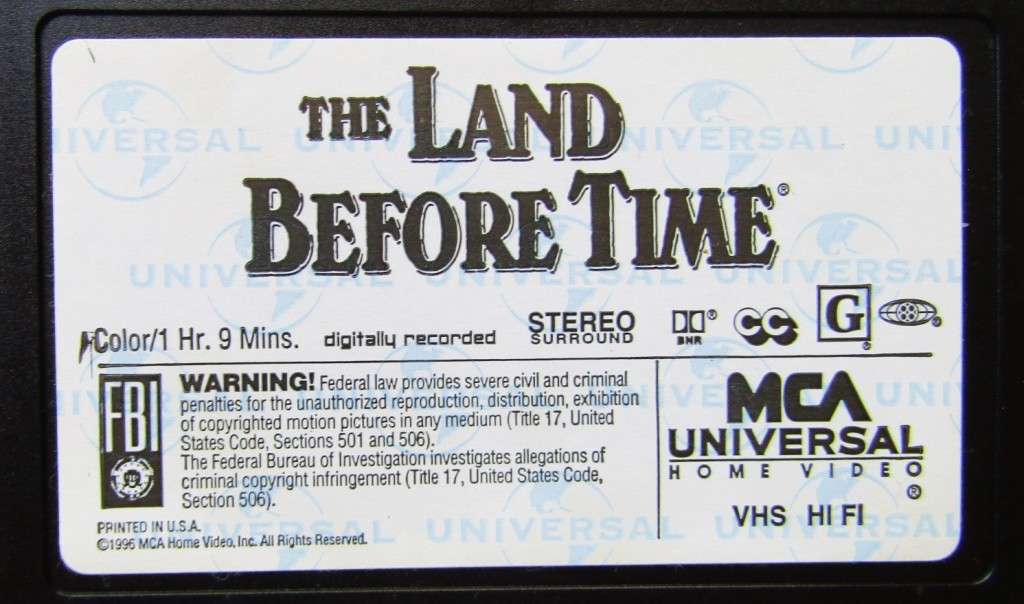 THE LAND
BEFORE TIME®
Color/1 Hr. 9 Mins. digitally recorded STEREO SURROUND BNR CC G
FBI
WARNING! Federal law provides severe civil and criminal
penalties for the unauthorized reproduction, distribution, exhibition
of copyrighted motion pictures in any medium (Title 17, United
States Code, Sections 501 and 506).
The Federal Bureau of Investigation investigates allegations of
criminal copyright infringement (Title 17, United States Code,
Section 506).
PRINTED IN U.S.A.
©1996 MCA Home Video, Inc. All Rights Reserved.
MCA
UNIVERSAL
HOME VIDEO
®
VHS HI FI